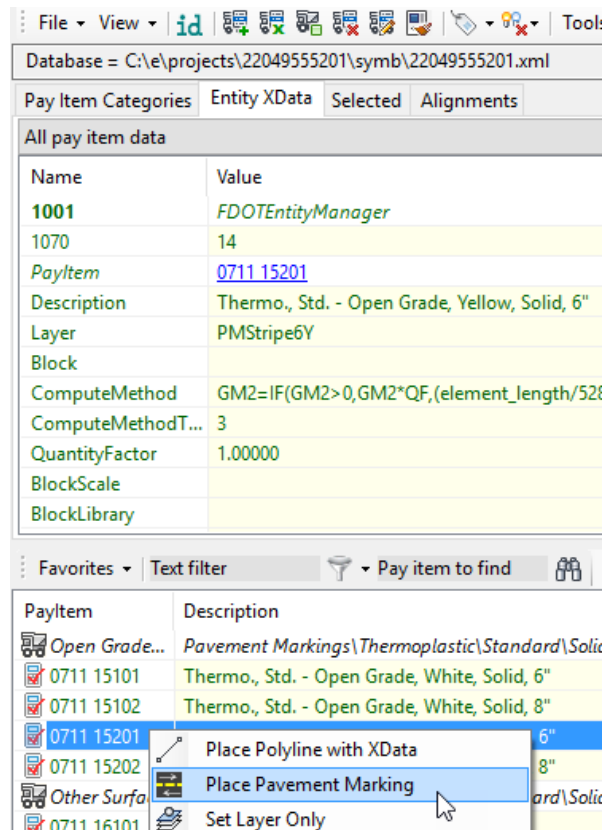 File View id Tools
Database = C:\e\projects\22049555201\symb\22049555201.xml
Pay Item Categories Entity XData Selected Alignments
All pay item data
Name Value
1001 FDOTEntityManager
1070 14
PayItem 0711 15201
Description Thermo., Std. - Open Grade, Yellow, Solid, 6"
Layer PMStripe6Y
Block
ComputeMethod GM2=IF(GM2>0,GM2*QF,(element_length/528
ComputeMethodT... 3
QuantityFactor 1.00000
BlockScale
BlockLibrary
Favorites Text filter Pay item to find
PayItem Description
Open Grade... Pavement Markings\Thermoplastic\Standard\Solid
0711 15101 Thermo., Std. - Open Grade, White, Solid, 6"
0711 15102 Thermo., Std. - Open Grade, White, Solid, 8"
0711 15201 6"
Place Polyline with XData
0711 15202 8"
Place Pavement Marking
Other Surfa ard\Solid
Set Layer Only
0711 16101